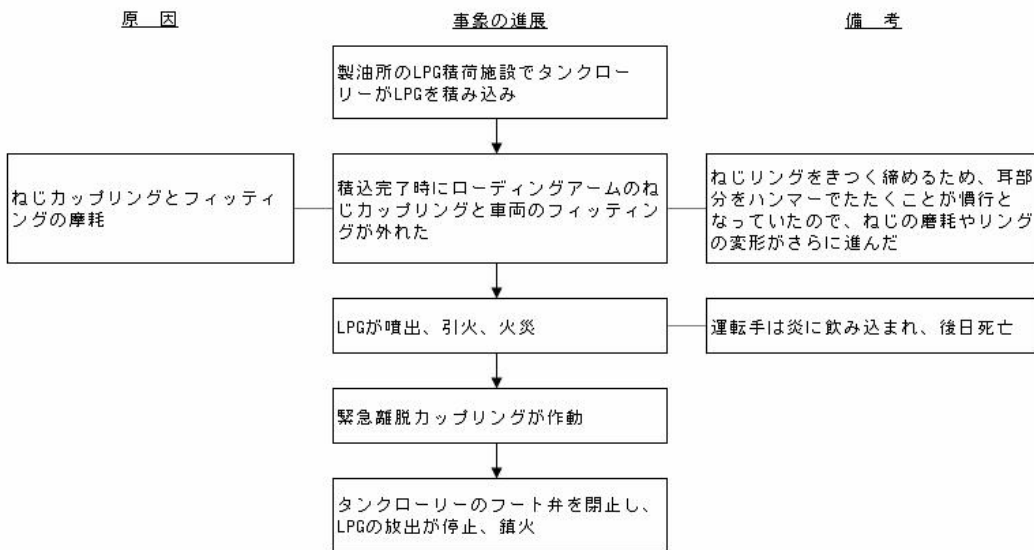 原　因
事象の進展
備　考
製油所のLPG積荷施設でタンクロー
リーがLPGを積み込み
ねじカップリングとフィッティ
ングの摩耗
積込完了時にローディングアームのね
じカップリングと車両のフィッティン
グが外れた
ねじリングをきつく締めるため、耳部
分をハンマーでたたくことが慣行と
なっていたので、ねじの磨耗やリング
の変形がさらに進んだ
LPGが噴出、引火、火災
運転手は炎に飲み込まれ、後日死亡
緊急離脱カップリングが作動
タンクローリーのフート弁を閉止し、
LPGの放出が停止、鎮火